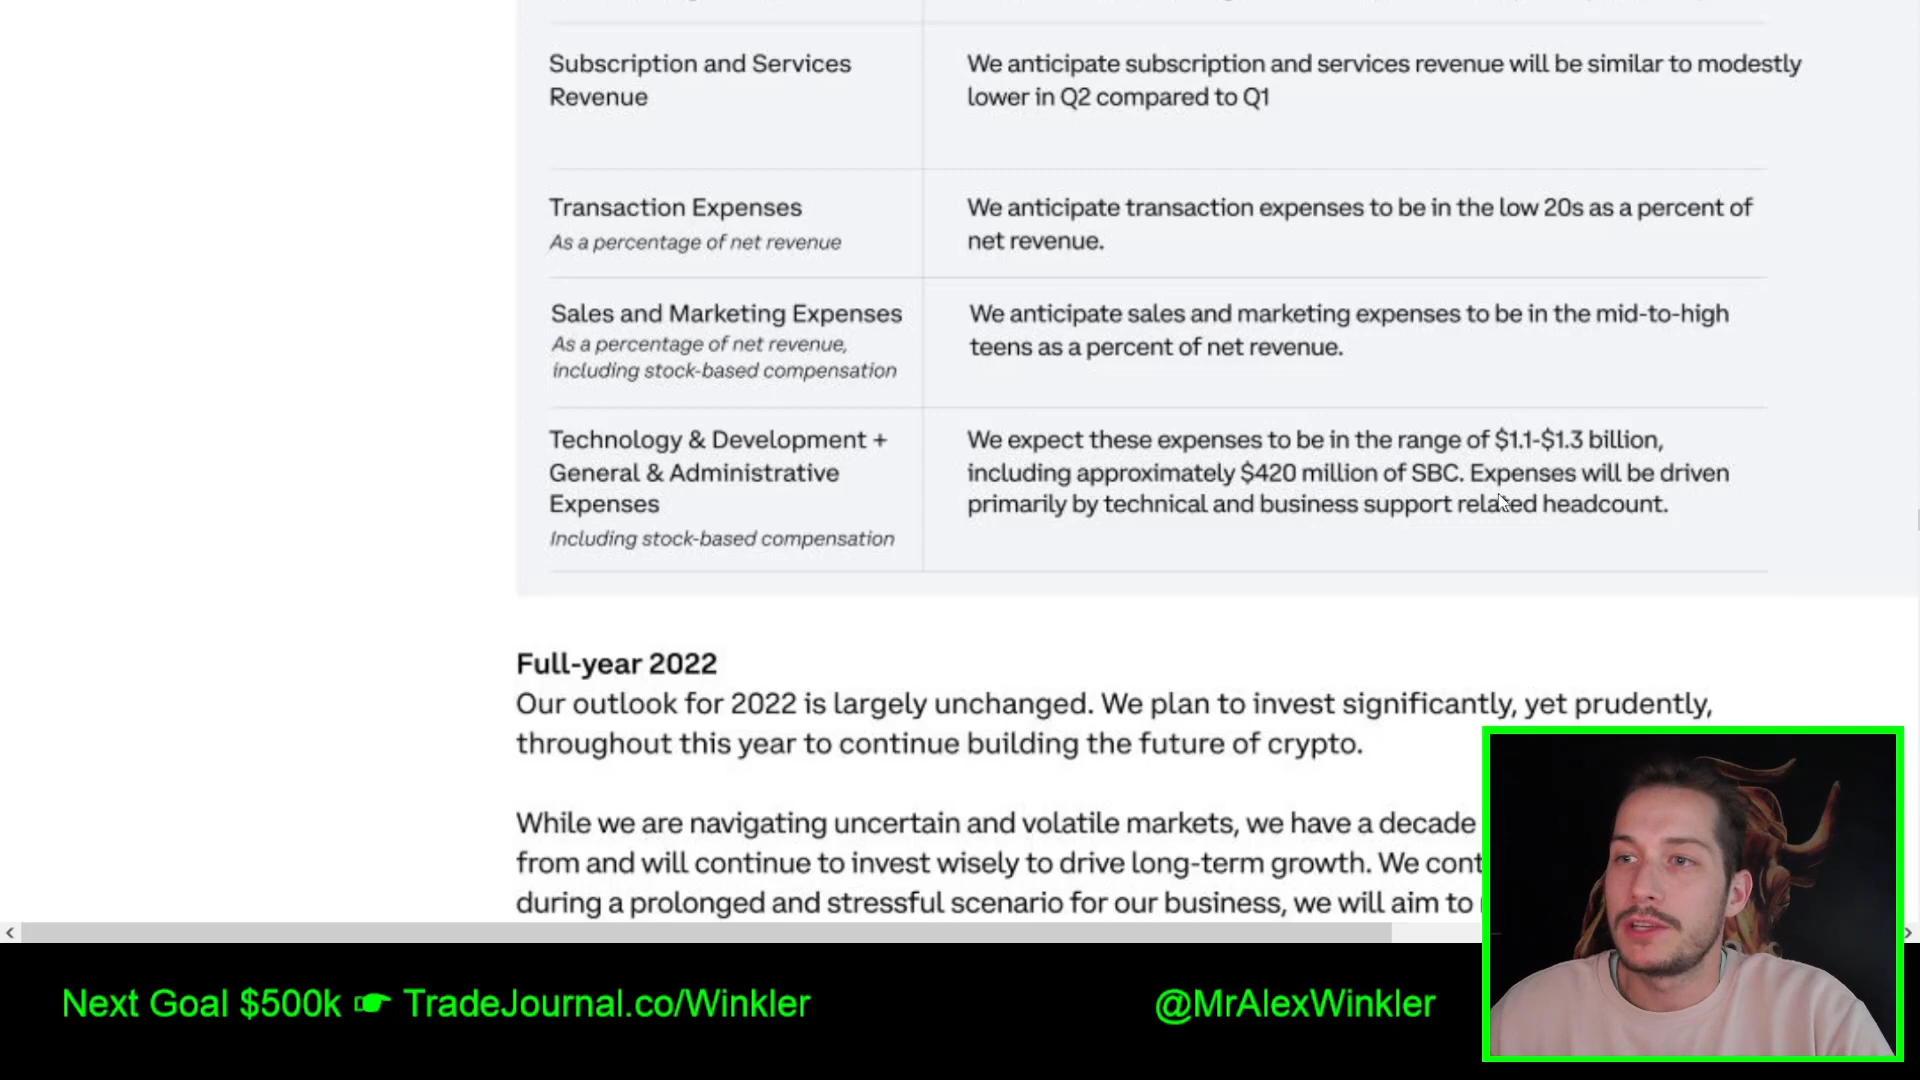 Subscription and Services
Revenue
We anticipate subscription and services revenue will be similar to modestly
lower in Q2 compared to Q1
Transaction Expenses
As a percentage of net revenue
We anticipate transaction expenses to be in the low 20s as a percent of
net revenue.
Sales and Marketing Expenses
As a percentage of net revenue,
including stock-based compensation
We anticipate sales and marketing expenses to be in the mid-to-high
teens as a percent of net revenue.
Technology & Development +
General & Administrative
Expenses
Including stock-based compensation
We expect these expenses to be in the range of $1.1-$1.3 billion,
including approximately $420 million of SBC. Expenses will be driven
primarily by technical and business support related headcount.
Full-year 2022
Our outlook for 2022 is largely unchanged. We plan to invest significantly, yet prudently,
throughout this year to continue building the future of crypto.
While we are navigating uncertain and volatile markets, we have a decade
from and will continue to invest wisely to drive long-term growth. We cont
during a prolonged and stressful scenario for our business, we will aim to
Next Goal $500k ☛ TradeJournal.co/Winkler
@MrAlexWinkler